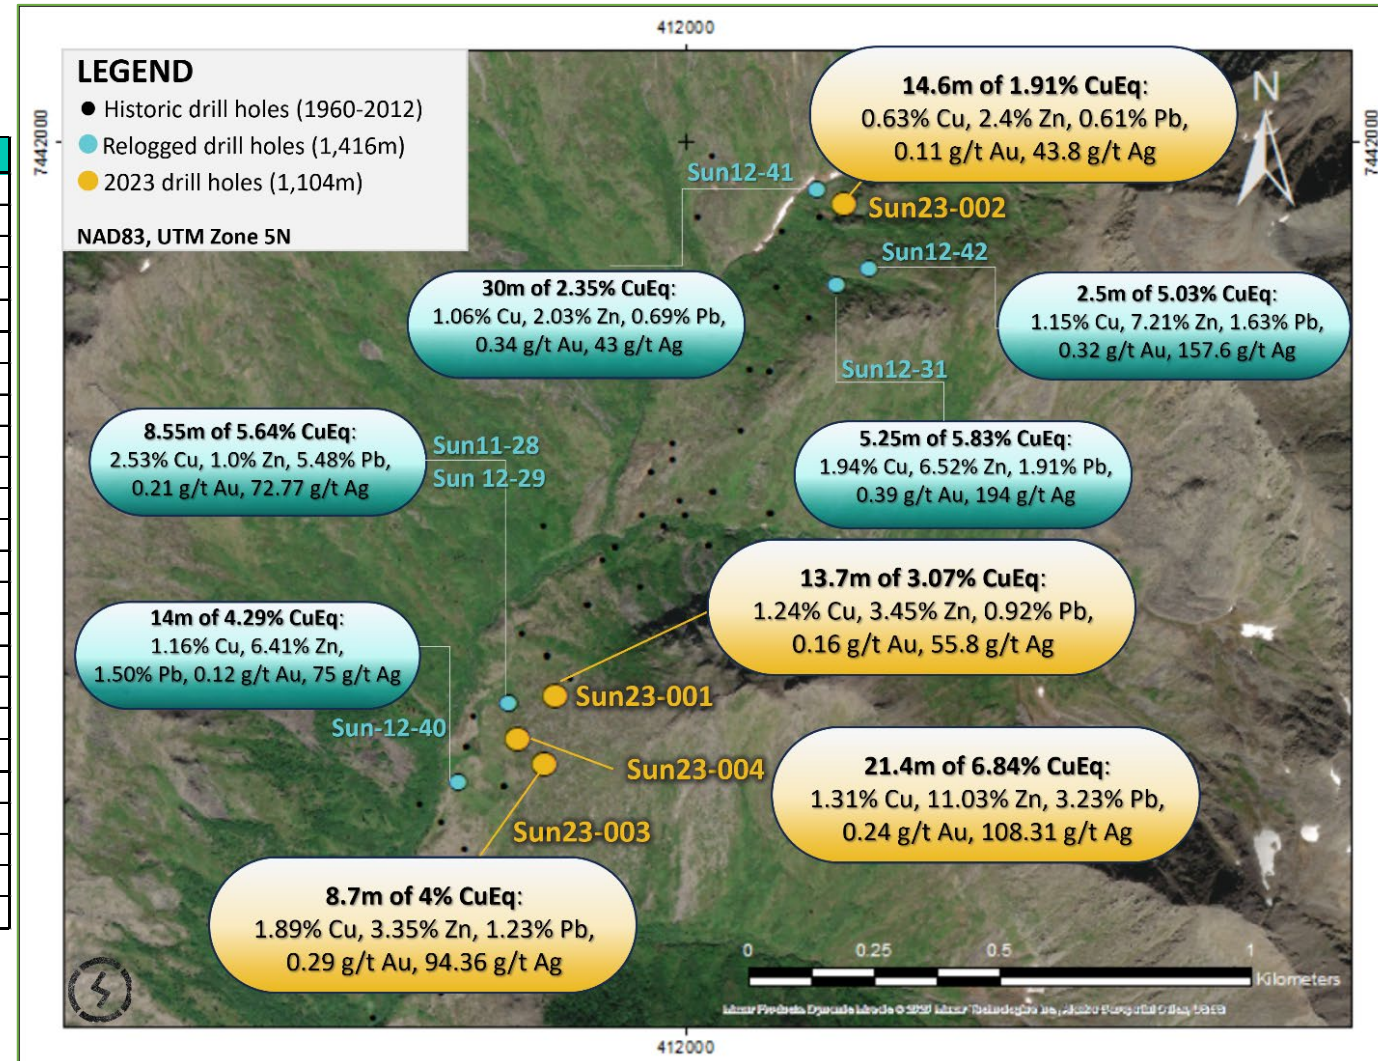 412000
LEGEND
Historic drill holes (1960-2012)
Relogged drill holes (1,416m)
2023 drill holes (1,104m)
NAD83, UTM Zone 5N
7442000
7442000
N
14.6m of 1.91% CuEq:
0.63% Cu, 2.4% Zn, 0.61% Pb,
0.11 g/t Au, 43.8 g/t Ag
Sun12-41
Sun23-002
Sun12-42
30m of 2.35% CuEq:
1.06% Cu, 2.03% Zn, 0.69% Pb,
0.34 g/t Au, 43 g/t Ag
2.5m of 5.03% CuEq:
1.15% Cu, 7.21% Zn, 1.63% Pb,
0.32 g/t Au, 157.6 g/t Ag
Sun12-31
8.55m of 5.64% CuEq:
2.53% Cu, 1.0% Zn, 5.48% Pb,
0.21 g/t Au, 72.77 g/t Ag
Sun11-28
Sun 12-29
5.25m of 5.83% CuEq:
1.94% Cu, 6.52% Zn, 1.91% Pb,
0.39 g/t Au, 194 g/t Ag
13.7m of 3.07% CuEq:
1.24% Cu, 3.45% Zn, 0.92% Pb,
0.16 g/t Au, 55.8 g/t Ag
14m of 4.29% CuEq:
1.16% Cu, 6.41% Zn,
1.50% Pb, 0.12 g/t Au, 75 g/t Ag
Sun-12-40
Sun23-001
Sun23-004
Sun23-003
21.4m of 6.84% CuEq:
1.31% Cu, 11.03% Zn, 3.23% Pb,
0.24 g/t Au, 108.31 g/t Ag
8.7m of 4% CuEq:
1.89% Cu, 3.35% Zn, 1.23% Pb,
0.29 g/t Au, 94.36 g/t Ag
0 0.25 0.5 1
Kilometers
412000